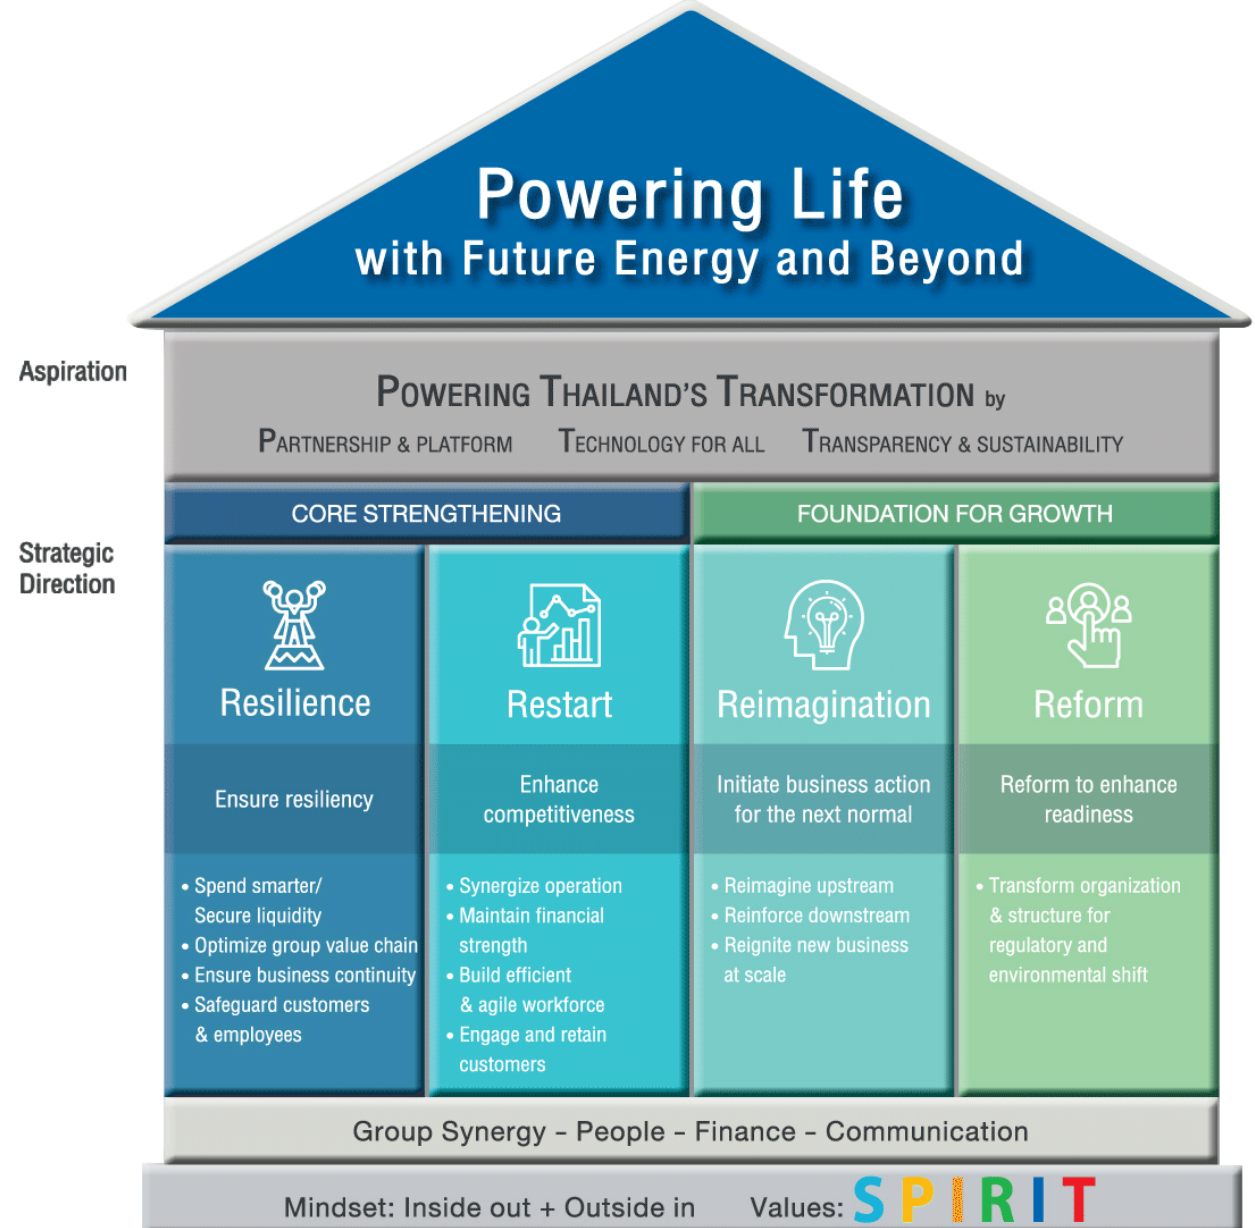 Powering Life
with Future Energy and Beyond
Aspiration
POWERING THAILAND'S TRANSFORMATION by
PARTNERSHIP & PLATFORM TECHNOLOGY FOR ALL TRANSPARENCY & SUSTAINABILITY
Strategic
Direction
CORE STRENGTHENING
FOUNDATION FOR GROWTH
Resilience
Ensure resiliency
• Spend smarter/
Secure liquidity
• Optimize group value chain
• Ensure business continuity
• Safeguard customers
& employees
Restart
Enhance
competitiveness
• Synergize operation
• Maintain financial
strength
• Build efficient
& agile workforce
• Engage and retain
customers
Reimagination
Initiate business action
for the next normal
• Reimagine upstream
• Reinforce downstream
• Reignite new business
at scale
Reform
Reform to enhance
readiness
• Transform organization
& structure for
regulatory and
environmental shift
Group Synergy - People - Finance - Communication
Mindset: Inside out + Outside in Values: SPIRIT